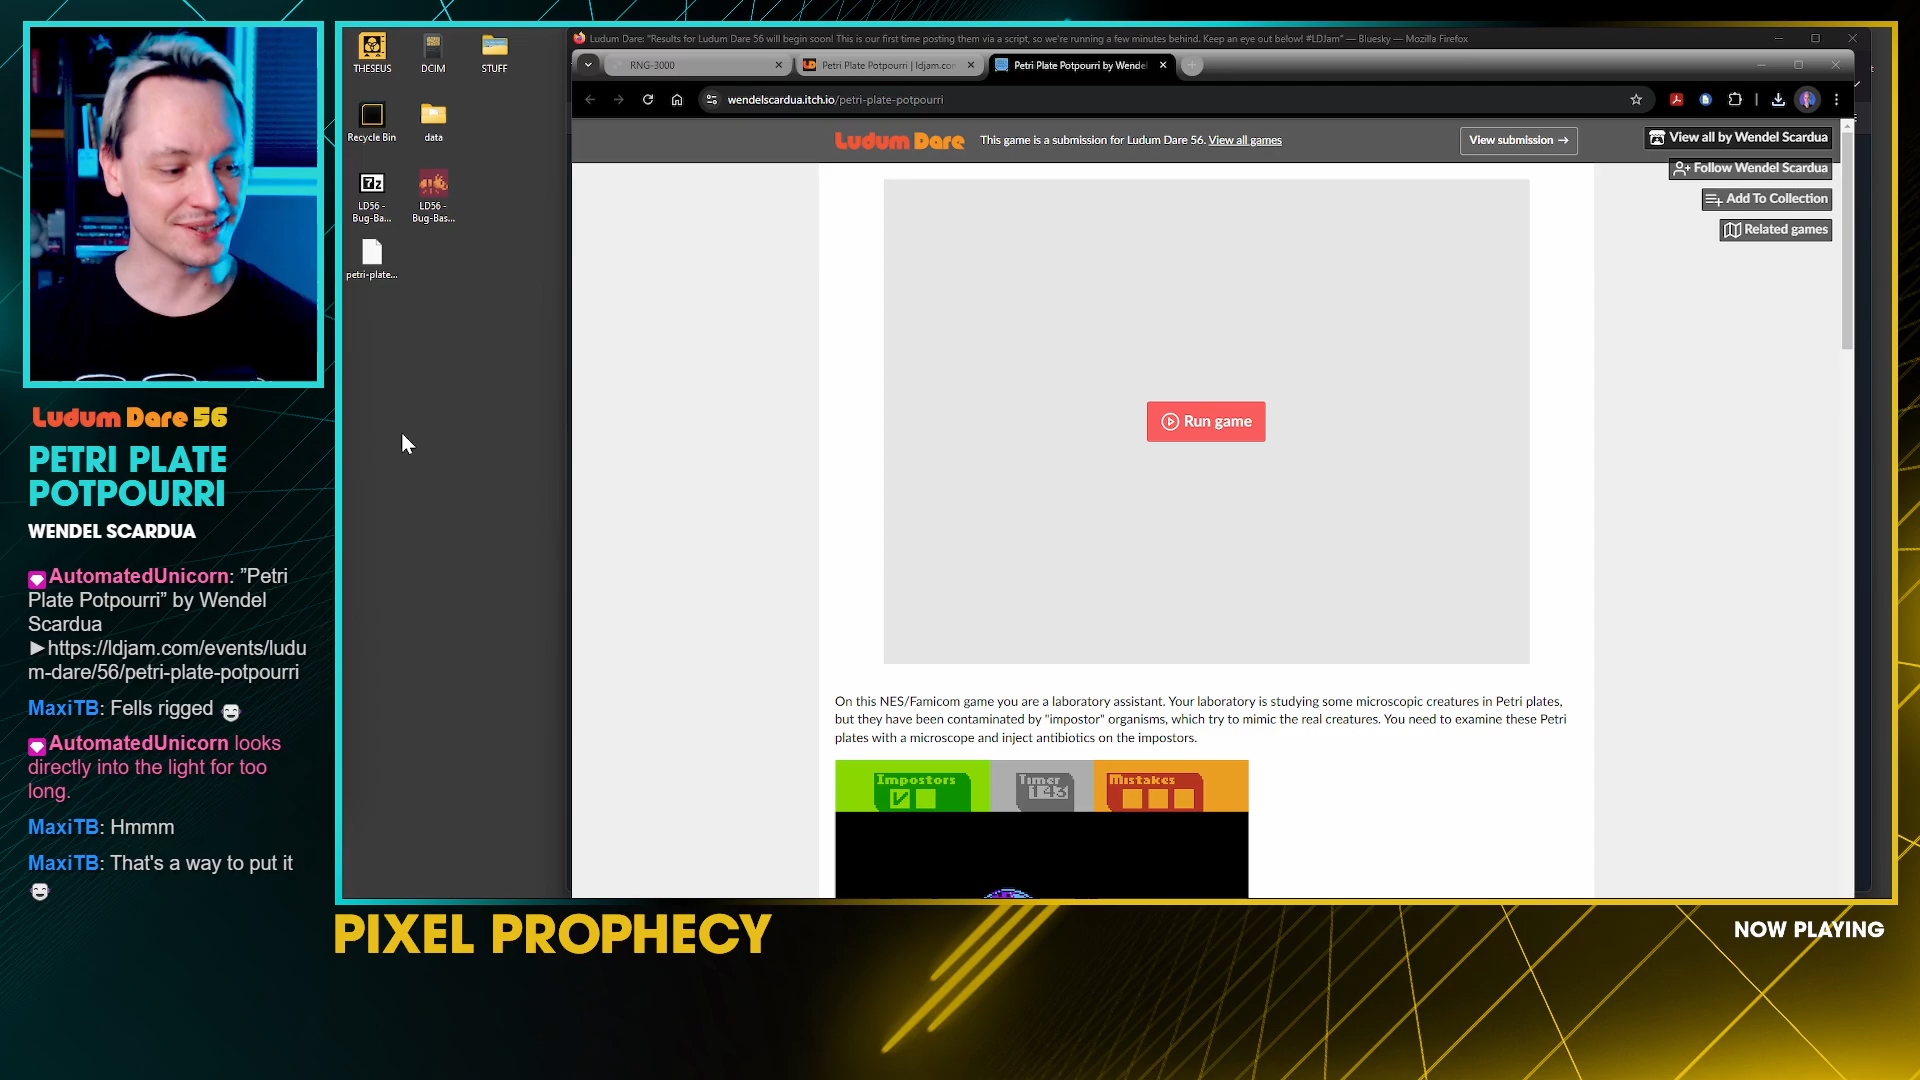 Ludum Dare: "Results for Ludum Dare 56 will begin soon! This is our first time posting them via a script, so we're running a few minutes behind. Keep an eye out below! #LDJam" — Bluesky — Mozilla Firefox
THESEUS
DCIM
STUFF
Recycle Bin
data
LD56 -
Bug-Ba...
LD56 -
Bug-Bas...
petri-plate...
RNG-3000
Petri Plate Potpourri | ldjam.con
Petri Plate Potpourri by Wende
wendelscardua.itch.io/petri-plate-potpourri
Ludum Dare
This game is a submission for Ludum Dare 56. View all games
View submission →
View all by Wendel Scardua
Follow Wendel Scardua
Add To Collection
Related games
Run game
On this NES/Famicom game you are a laboratory assistant. Your laboratory is studying some microscopic creatures in Petri plates,
but they have been contaminated by "impostor" organisms, which try to mimic the real creatures. You need to examine these Petri
plates with a microscope and inject antibiotics on the impostors.
Impostors
Timer
143
Mistakes
Ludum Dare 56
PETRI PLATE
POTPOURRI
WENDEL SCARDUA
AutomatedUnicorn: "Petri
Plate Potpourri" by Wendel
Scardua
►https://ldjam.com/events/ludu
m-dare/56/petri-plate-potpourri
MaxiTB: Fells rigged
AutomatedUnicorn looks
directly into the light for too
long.
MaxiTB: Hmmm
MaxiTB: That's a way to put it
PIXEL PROPHECY
NOW PLAYING